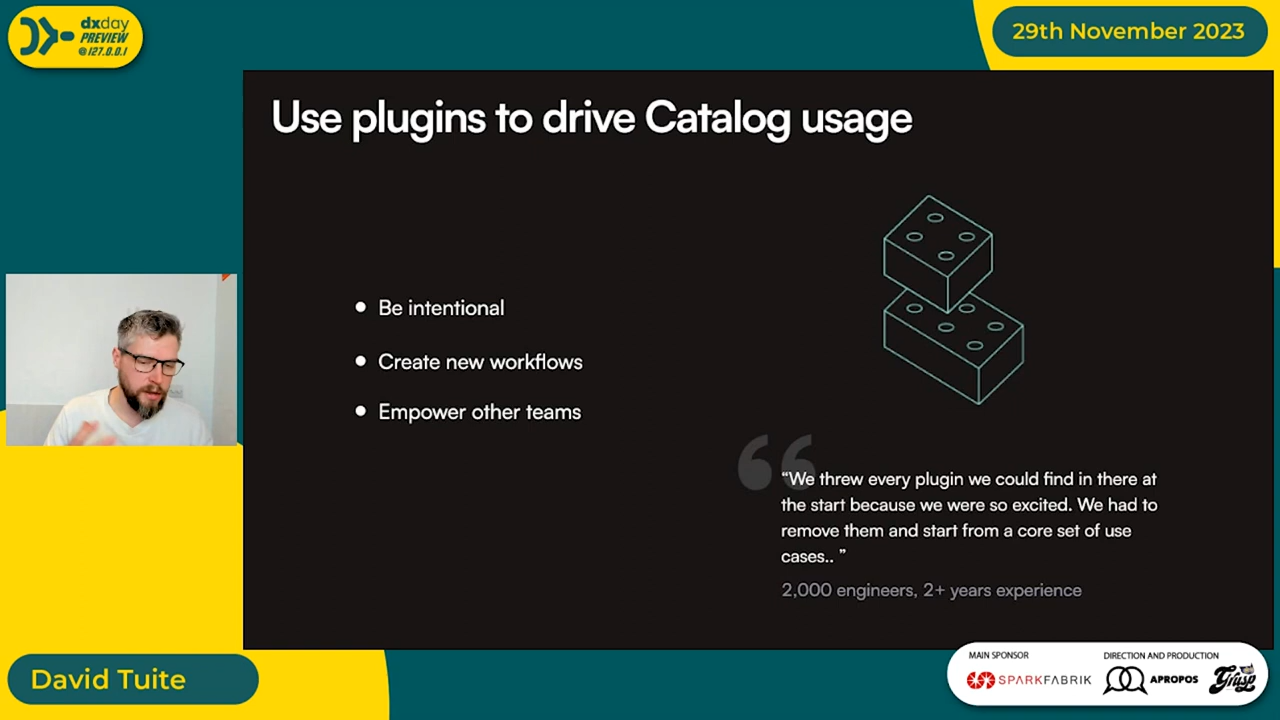 dxday
PREVIEW
@127.0.0.1
29th November 2023
Use plugins to drive Catalog usage
Be intentional
Create new workflows
Empower other teams
“We threw every plugin we could find in there at
the start because we were so excited. We had to
remove them and start from a core set of use
cases.. ”
2,000 engineers, 2+ years experience
David Tuite
MAIN SPONSOR
SPARKFABRIK
DIRECTION AND PRODUCTION
APROPOS
Grusp